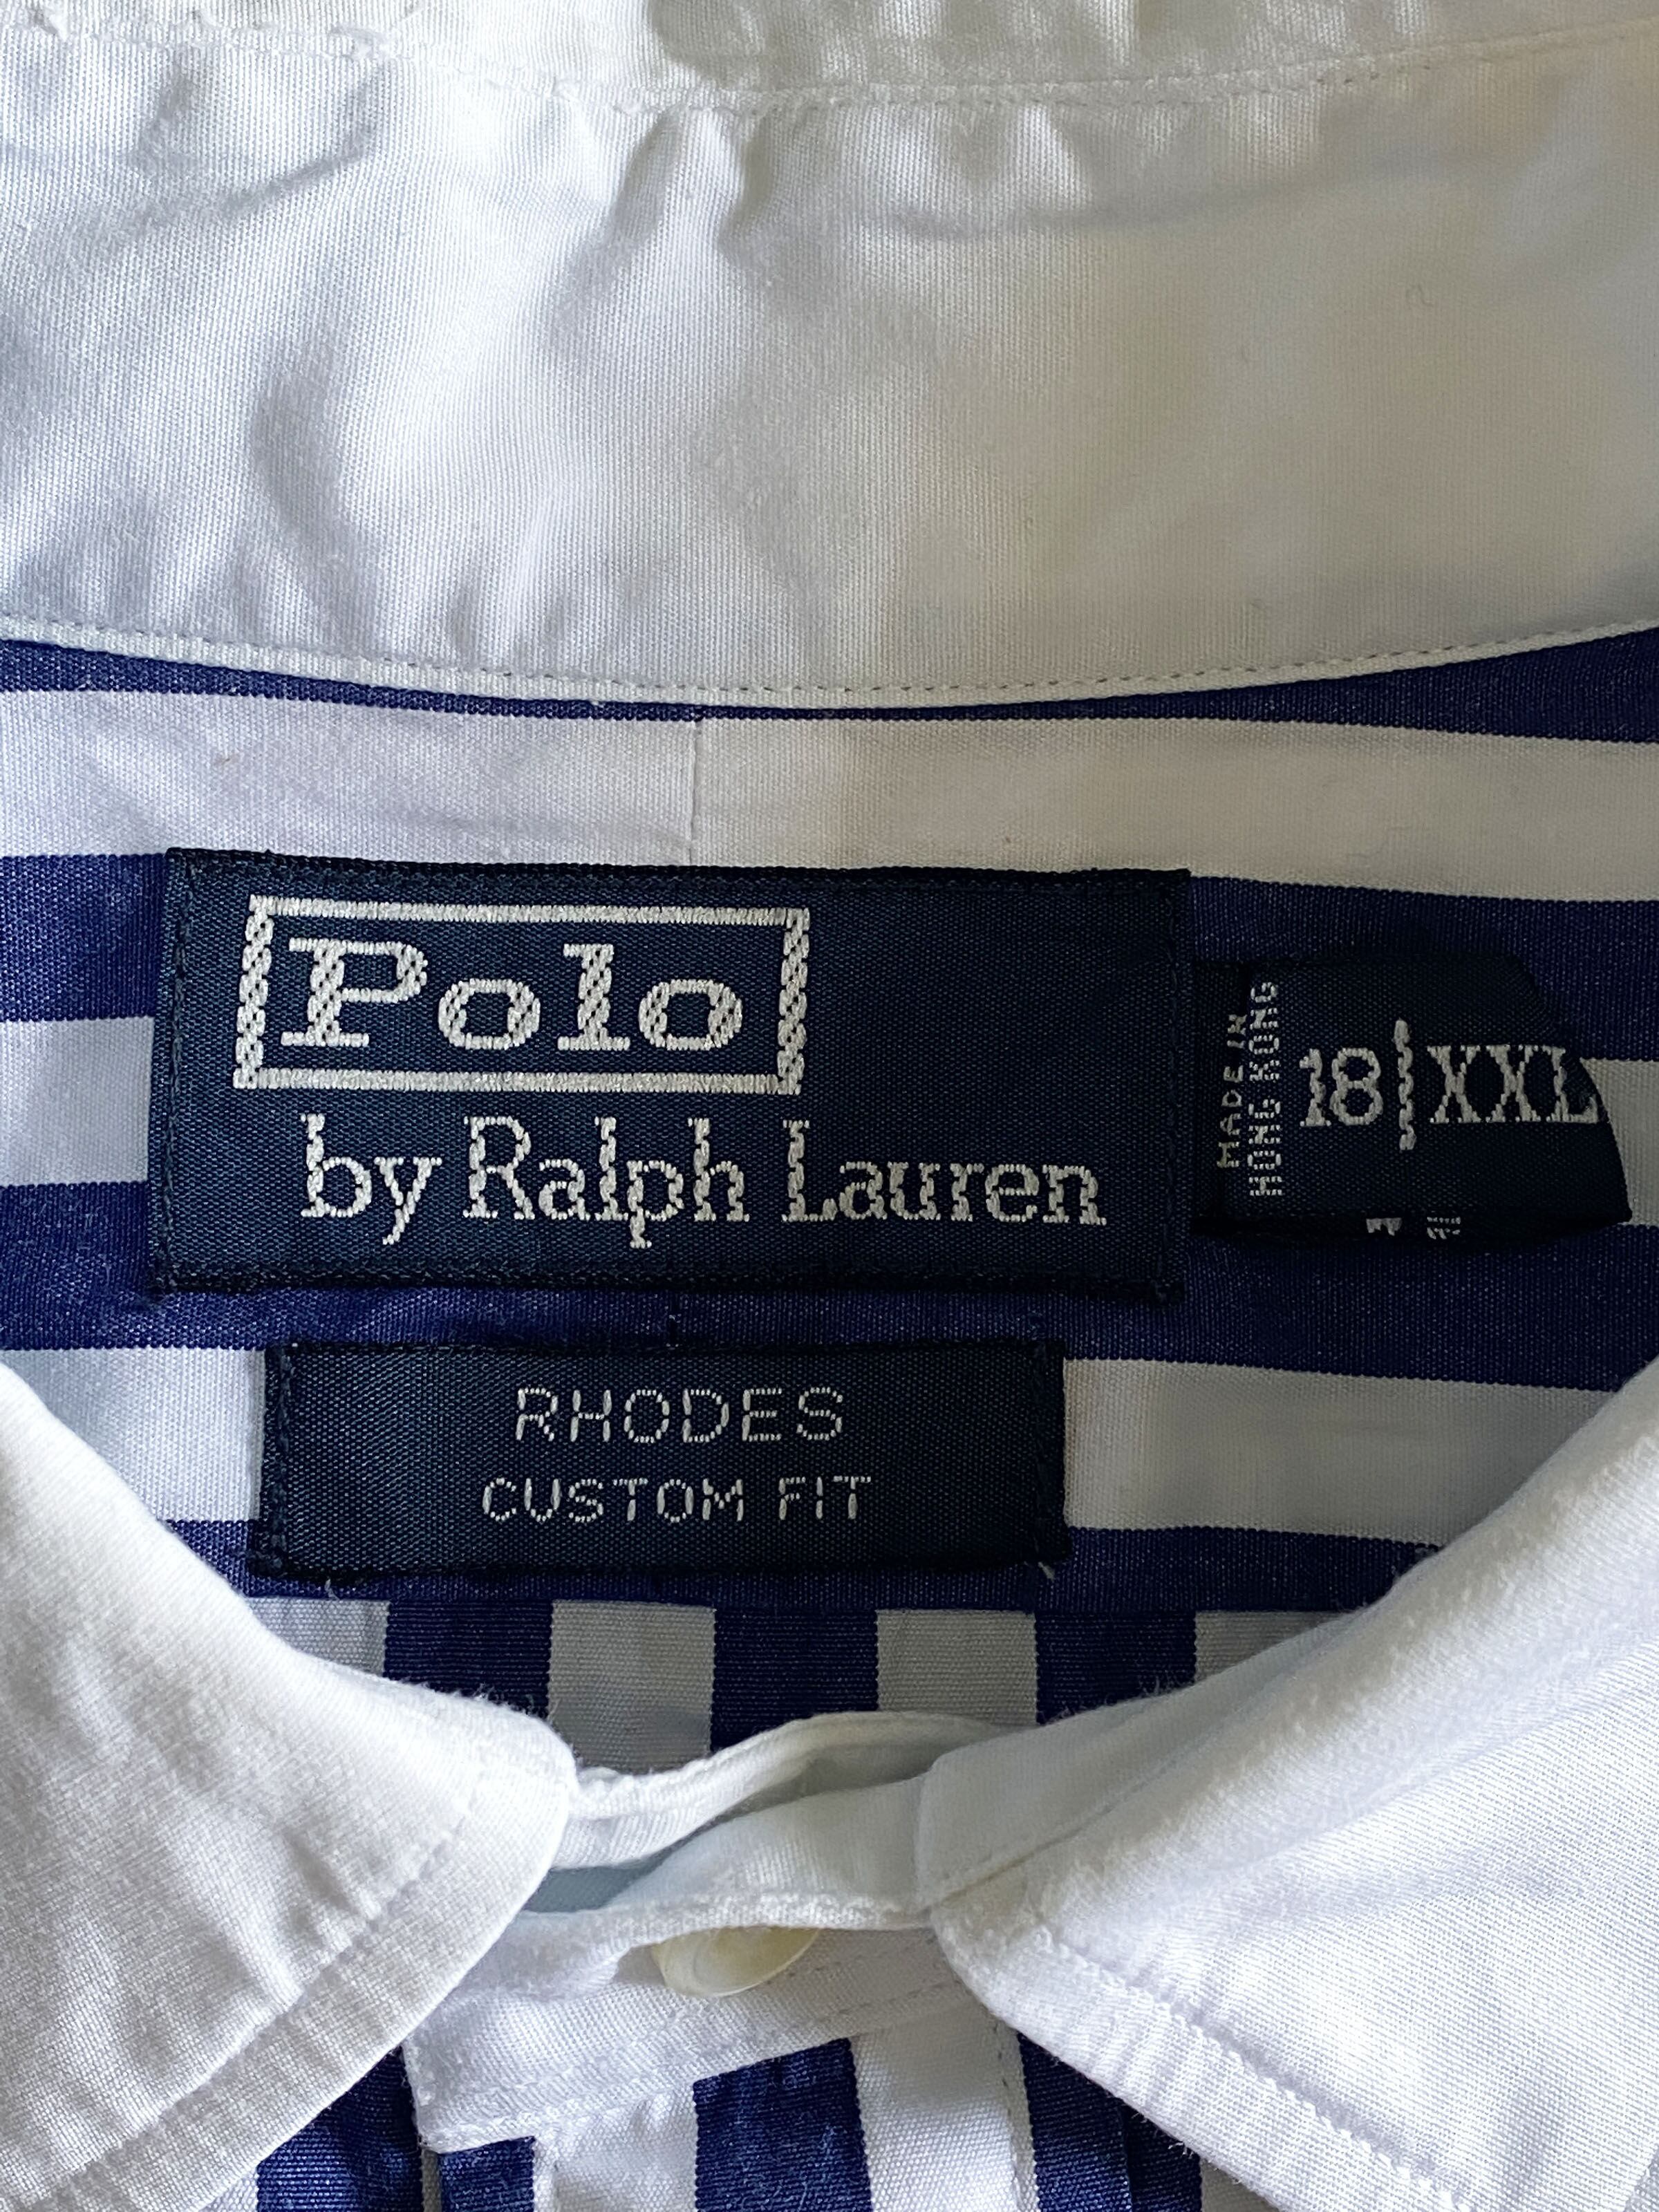 Polo
by Ralph Lauren
MADE IN
HONG KONG
18|XXL
RHODES
CUSTOM FIT